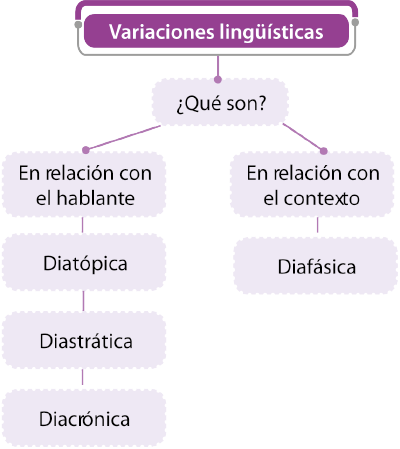 Variaciones lingüísticas
¿Qué son?
En relación con
el hablante
Diatópica
Diastrática
Diacrónica
En relación con
el contexto
Diafásica